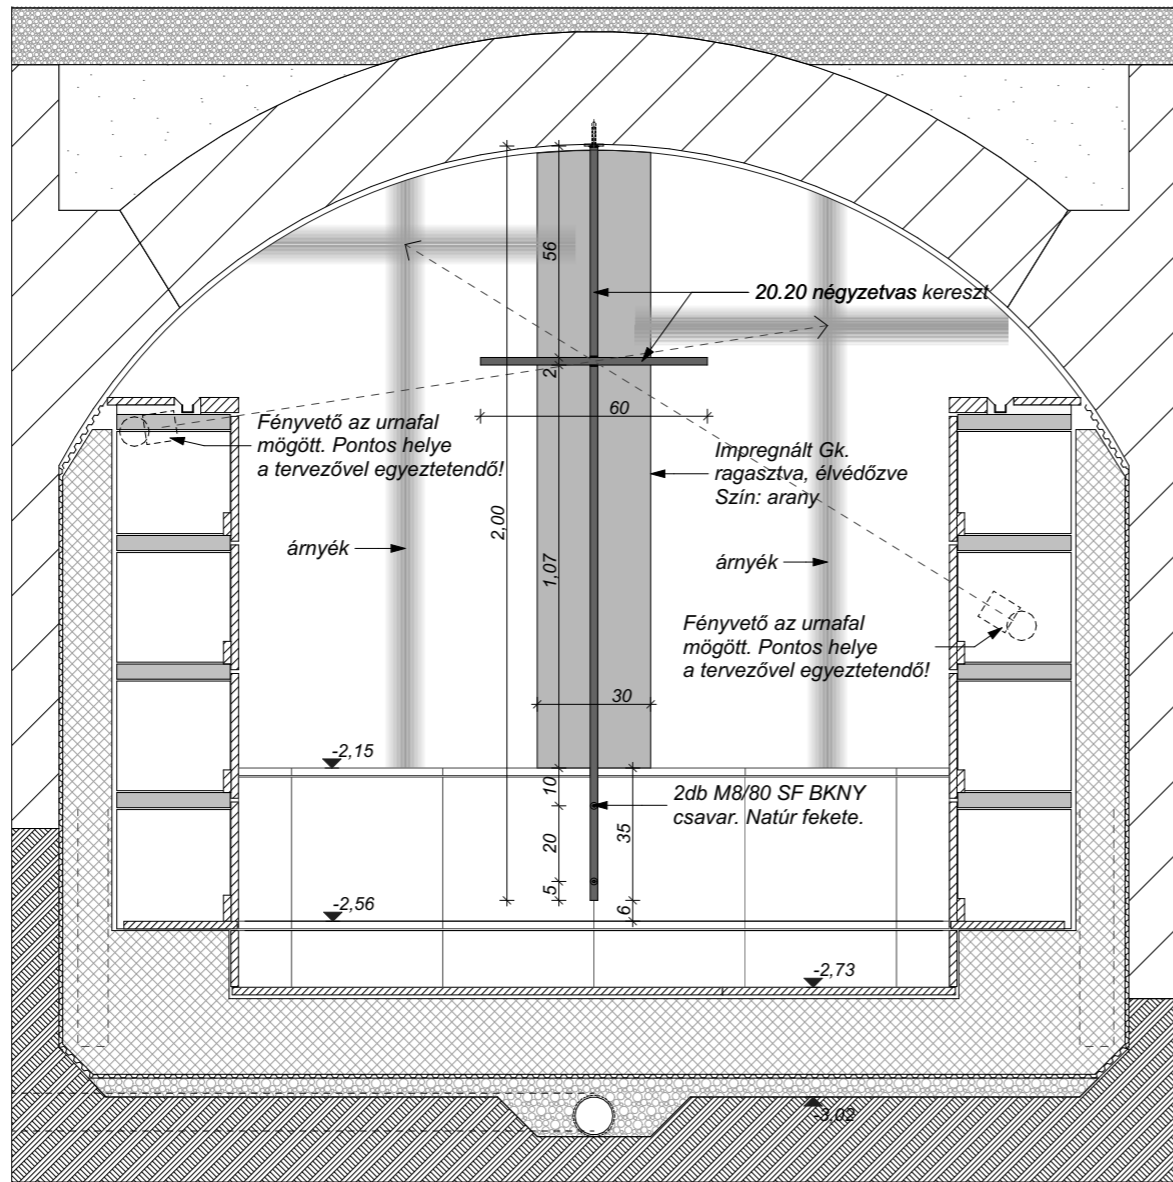 56
20.20 négyzetvas kereszt
2
60
Fényvető az urnafal
mögött. Pontos helye
a tervezővel egyeztetendő!
Impregnált Gk.
ragasztva, élvédőzve
Szín: arany
2,00
1,07
árnyék
árnyék
Fényvető az urnafal
mögött. Pontos helye
a tervezővel egyeztetendő!
30
-2,15
10
2db M8/80 SF BKNY
csavar. Natúr fekete.
20
35
5
6
-2,56
-2,73
-3,02